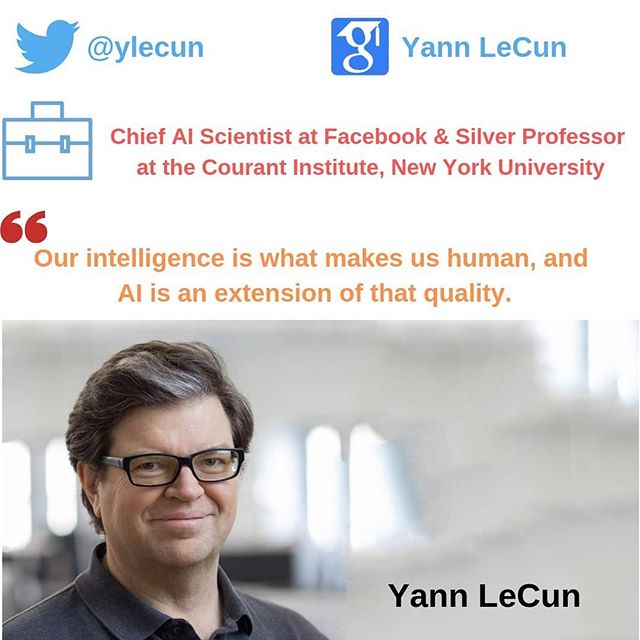 @ylecun
Yann LeCun
Chief AI Scientist at Facebook & Silver Professor
at the Courant Institute, New York University
“
Our intelligence is what makes us human, and
AI is an extension of that quality.
Yann LeCun